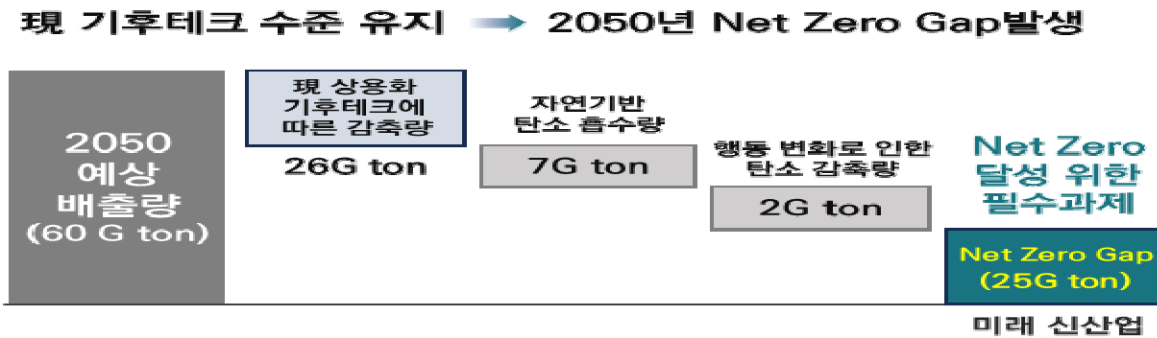 現 기후테크 수준 유지 → 2050년 Net Zero Gap발생
2050
예상
배출량
(60 G ton)
現 상용화
기후테크에
따른 감축량
26G ton
자연기반
탄소 흡수량
7G ton
행동 변화로 인한
탄소 감축량
2G ton
Net Zero
달성 위한
필수과제
Net Zero Gap
(25G ton)
미래 신산업